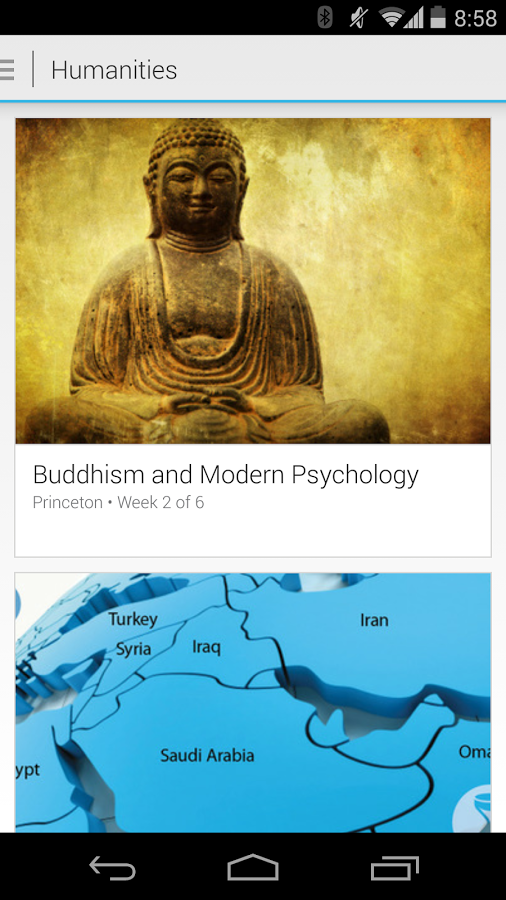 8:58
Humanities
Buddhism and Modern Psychology
Princeton • Week 2 of 6
Turkey
Iran
Syria
Iraq
Saudi Arabia
Oma
ypt